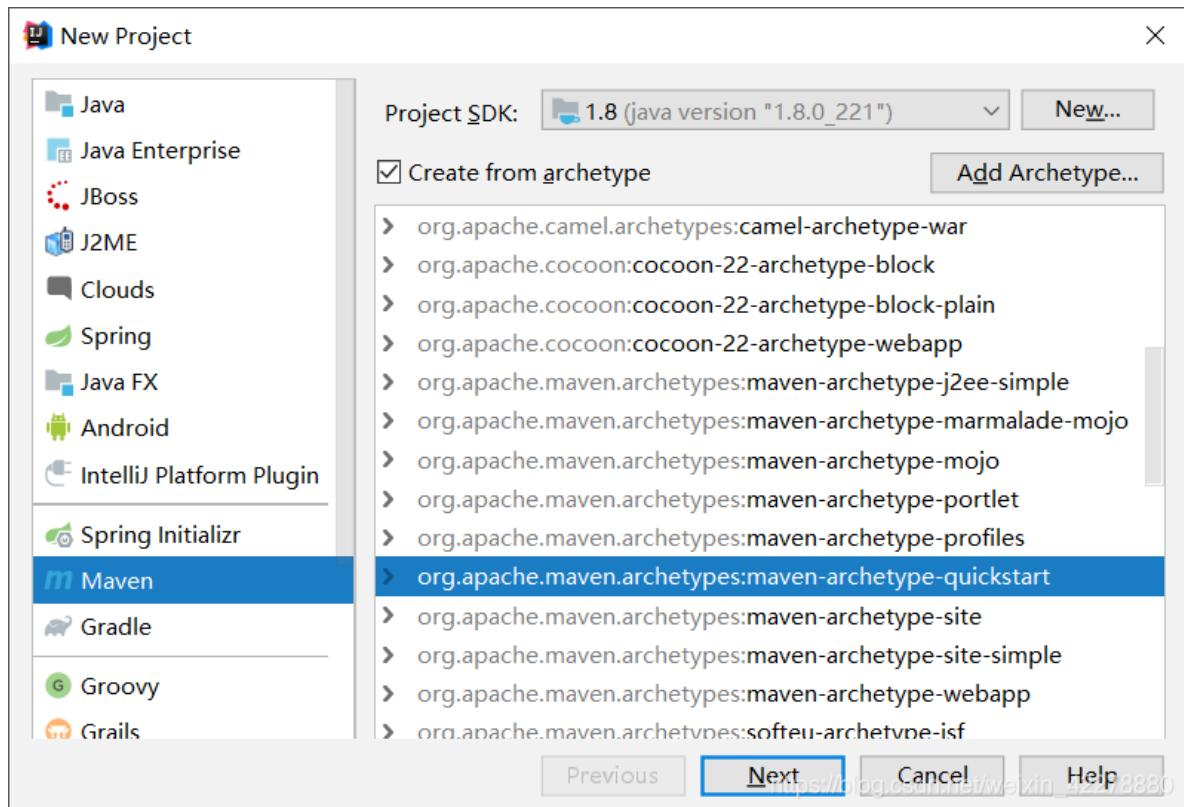 New Project
Java
Java Enterprise
JBoss
J2ME
Clouds
Spring
Java FX
Android
IntelliJ Platform Plugin
Spring Initializr
Maven
Gradle
Groovy
Grails
Project SDK: 1.8 (java version "1.8.0_221") New...
Create from archetype Add Archetype...
org.apache.camel.archetypes:camel-archetype-war
org.apache.cocoon:cocoon-22-archetype-block
org.apache.cocoon:cocoon-22-archetype-block-plain
org.apache.cocoon:cocoon-22-archetype-webapp
org.apache.maven.archetypes:maven-archetype-j2ee-simple
org.apache.maven.archetypes:maven-archetype-marmalade-mojo
org.apache.maven.archetypes:maven-archetype-mojo
org.apache.maven.archetypes:maven-archetype-portlet
org.apache.maven.archetypes:maven-archetype-profiles
org.apache.maven.archetypes:maven-archetype-quickstart
org.apache.maven.archetypes:maven-archetype-site
org.apache.maven.archetypes:maven-archetype-site-simple
org.apache.maven.archetypes:maven-archetype-webapp
org.apache.maven.archetypes:softeu-archetype-jsf
Previous Next Cancel Help
https://blog.csdn.net/weixin_42278880